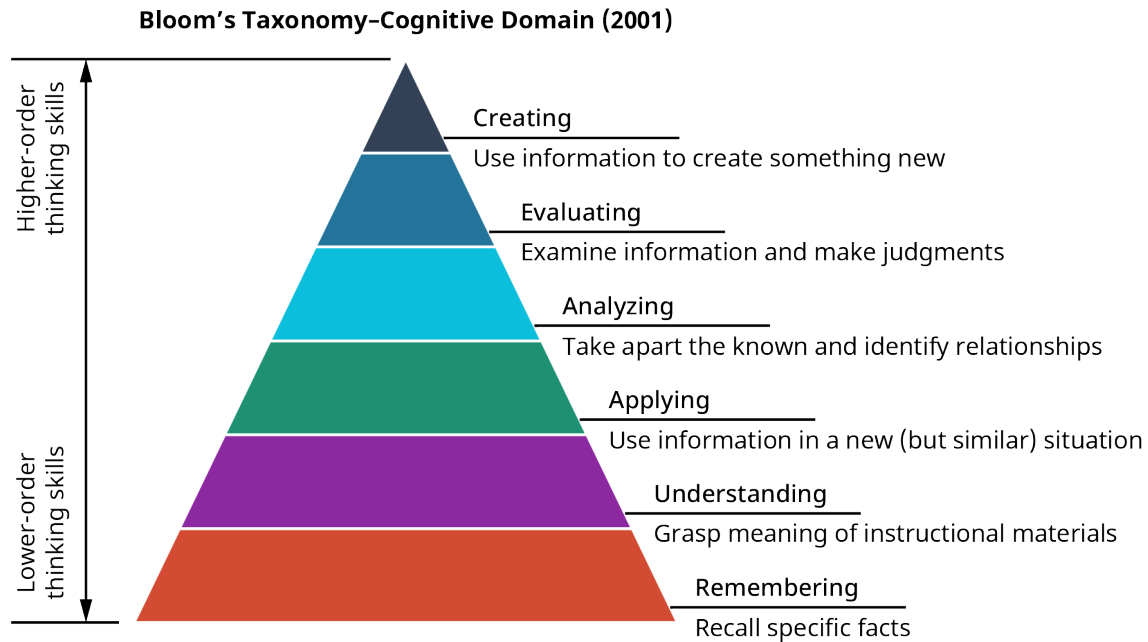 Bloom’s Taxonomy–Cognitive Domain (2001)
Higher-order
thinking skills
Creating
Use information to create something new
Evaluating
Examine information and make judgments
Analyzing
Take apart the known and identify relationships
Applying
Use information in a new (but similar) situation
Lower-order
thinking skills
Understanding
Grasp meaning of instructional materials
Remembering
Recall specific facts